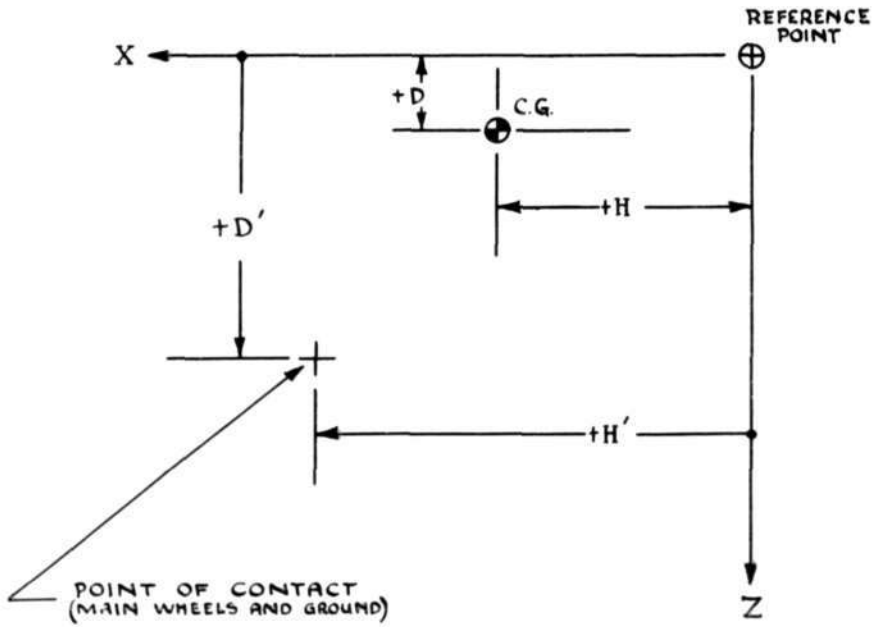 REFERENCE
POINT
X
+D
C.G.
+H
+D′
+H′
POINT OF CONTACT
(MAIN WHEELS AND GROUND)
Z